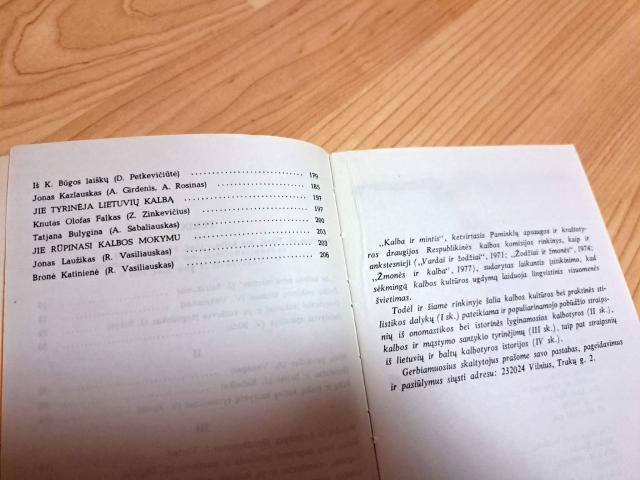 Iš K. Būgos laiškų (D. Petkevičiūtė) 179
Jonas Kazlauskas (A. Girdenis, A. Rosinas) 185
JIE TYRINĖJA LIETUVIŲ KALBĄ 197
Knutas Olofas Falkas (Z. Zinkevičius) 197
Tatjana Bulygina (A. Sabaliauskas) 200
JIE RŪPINASI KALBOS MOKYMU 203
Jonas Laužikas (R. Vasiliauskas) 203
Bronė Katinienė (R. Vasiliauskas) 206
„Kalba ir mintis", ketvirtasis Paminklų apsaugos ir kraštoty-
ros draugijos Respublikinės kalbos komisijos rinkinys, kaip ir
ankstesnieji („Vardai ir žodžiai", 1971; „Žodžiai ir žmonės", 1974;
„Žmonės ir kalba", 1977), sudarytas laikantis įsitikinimo, kad
sėkmingą kalbos kultūros ugdymą laiduoja lingvistinis visuomenės
švietimas.
Todėl ir šiame rinkinyje šalia kalbos kultūros bei praktinės sti-
listikos dalykų (I sk.) pateikiama ir populiarinamojo pobūdžio straips-
nių iš onomastikos bei istorinės lyginamosios kalbotyros (II sk.),
kalbos ir mąstymo santykio tyrinėjimų (III sk.), taip pat straipsnių
iš lietuvių ir baltų kalbotyros istorijos (IV sk.).
Gerbiamuosius skaitytojus prašome savo pastabas, pageidavimus
ir pasiūlymus siųsti adresu: 232024 Vilnius, Trakų g. 2.